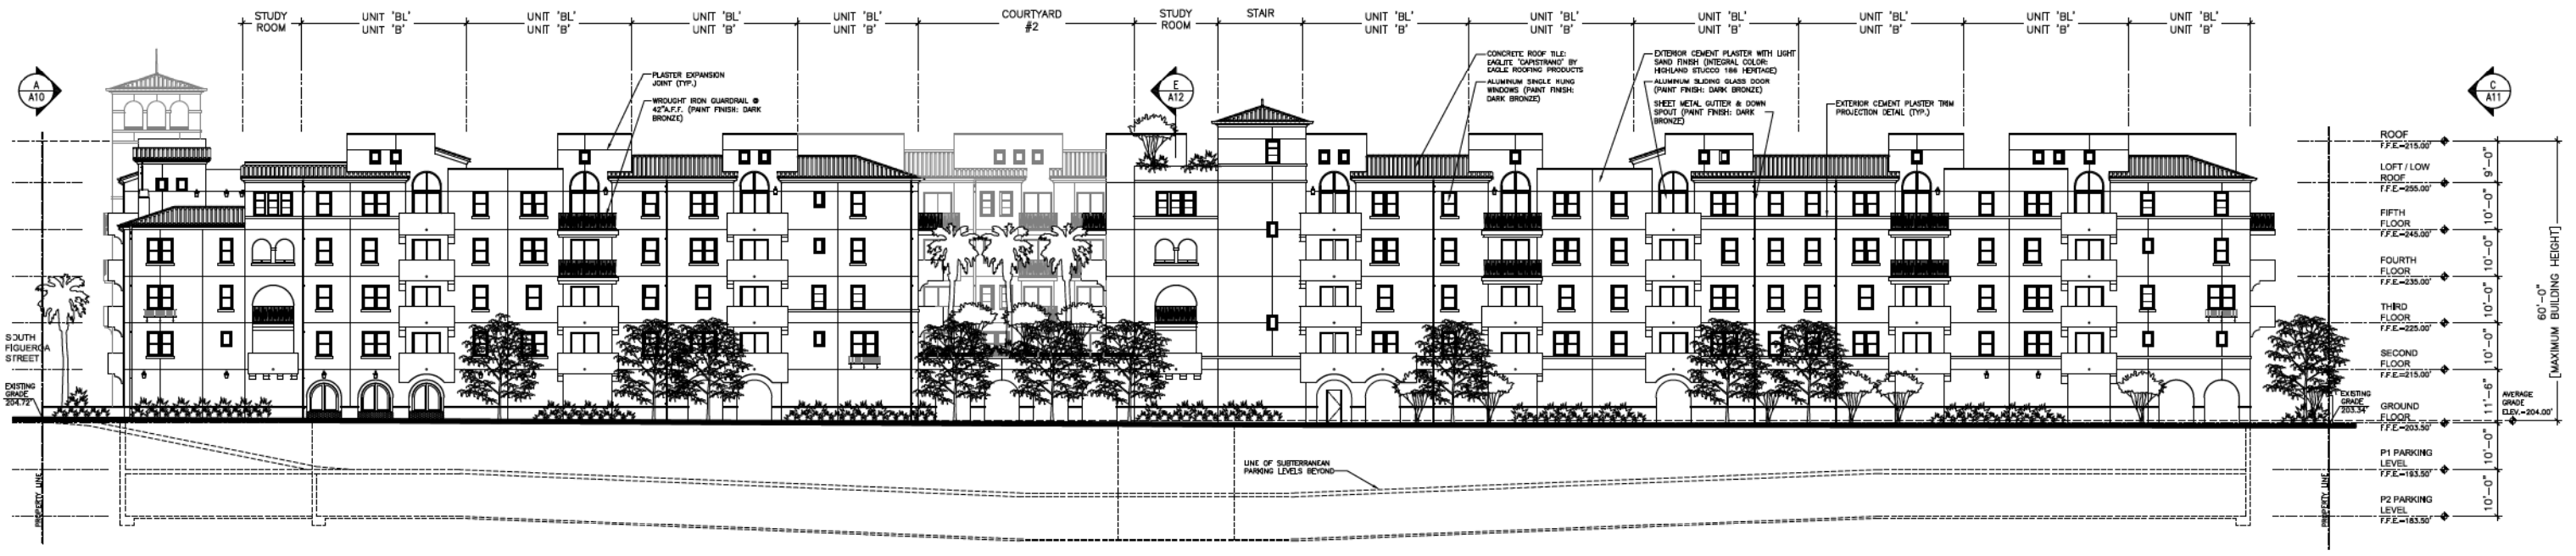 STUDY
ROOM
UNIT 'BL'
UNIT 'B'
UNIT 'BL'
UNIT 'B'
UNIT 'BL'
UNIT 'B'
UNIT 'BL'
UNIT 'B'
COURTYARD
#2
STUDY
ROOM
STAIR
UNIT 'BL'
UNIT 'B'
UNIT 'BL'
UNIT 'B'
UNIT 'BL'
UNIT 'B'
UNIT 'BL'
UNIT 'B'
UNIT 'BL'
UNIT 'B'
UNIT 'BL'
UNIT 'B'
A
A10
E
A12
C
A11
PLASTER EXPANSION
JOINT (TYP.)
WROUGHT IRON GUARDRAIL @
42"A.F.F. (PAINT FINISH: DARK
BRONZE)
CONCRETE ROOF TILE:
EAGLITE "CAPISTRANO" BY
EAGLE ROOFING PRODUCTS
ALUMINUM SINGLE HUNG
WINDOWS (PAINT FINISH:
DARK BRONZE)
EXTERIOR CEMENT PLASTER WITH LIGHT
SAND FINISH (INTEGRAL COLOR:
HIGHLAND STUCCO 186 HERITAGE)
ALUMINUM SLIDING GLASS DOOR
(PAINT FINISH: DARK BRONZE)
SHEET METAL GUTTER & DOWN
SPOUT (PAINT FINISH: DARK
BRONZE)
EXTERIOR CEMENT PLASTER TRIM
PROJECTION DETAIL (TYP.)
ROOF
F.F.E.=215.00'
LOFT / LOW
ROOF
F.F.E.=255.00'
FIFTH
FLOOR
F.F.E.=245.00'
FOURTH
FLOOR
F.F.E.=235.00'
THIRD
FLOOR
F.F.E.=225.00'
SECOND
FLOOR
F.F.E.=215.00'
GROUND
FLOOR
F.F.E.=203.50'
P1 PARKING
LEVEL
F.F.E.=193.50'
P2 PARKING
LEVEL
F.F.E.=183.50'
9'-0"
10'-0"
10'-0"
10'-0"
10'-0"
11'-6"
10'-0"
10'-0"
60'-0"
[MAXIMUM BUILDING HEIGHT]
AVERAGE
GRADE
ELEV.=204.00'
SOUTH
FIGUEROA
STREET
EXISTING
GRADE
204.72'
EXISTING
GRADE
203.34'
LINE OF SUBTERRANEAN
PARKING LEVELS BEYOND
PROPERTY LINE
PROPERTY LINE